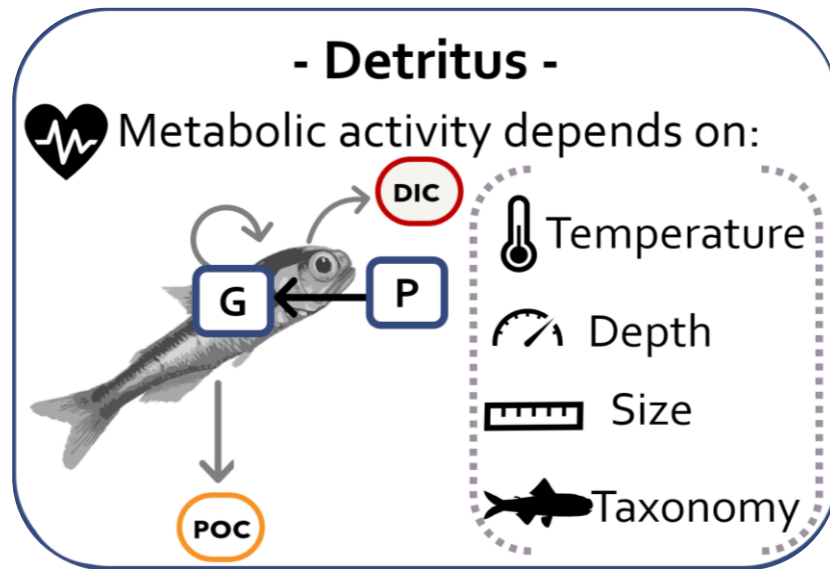 - Detritus -
Metabolic activity depends on:
DIC
G
P
POC
Temperature
Depth
Size
Taxonomy